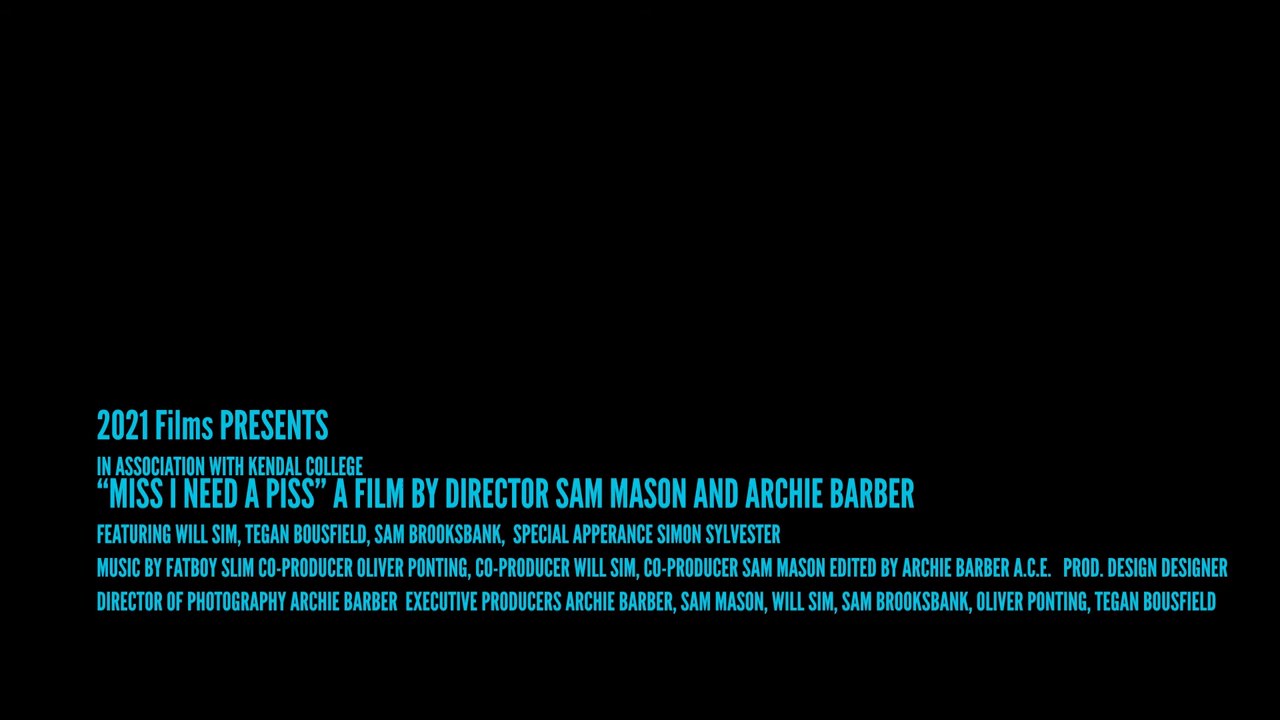 2021 Films PRESENTS
IN ASSOCIATION WITH KENDAL COLLEGE
“MISS I NEED A PISS” A FILM BY DIRECTOR SAM MASON AND ARCHIE BARBER
FEATURING WILL SIM, TEGAN BOUSFIELD, SAM BROOKSBANK,  SPECIAL APPERANCE SIMON SYLVESTER
MUSIC BY FATBOY SLIM CO-PRODUCER OLIVER PONTING, CO-PRODUCER WILL SIM, CO-PRODUCER SAM MASON EDITED BY ARCHIE BARBER A.C.E.   PROD. DESIGN DESIGNER
DIRECTOR OF PHOTOGRAPHY ARCHIE BARBER  EXECUTIVE PRODUCERS ARCHIE BARBER, SAM MASON, WILL SIM, SAM BROOKSBANK, OLIVER PONTING, TEGAN BOUSFIELD